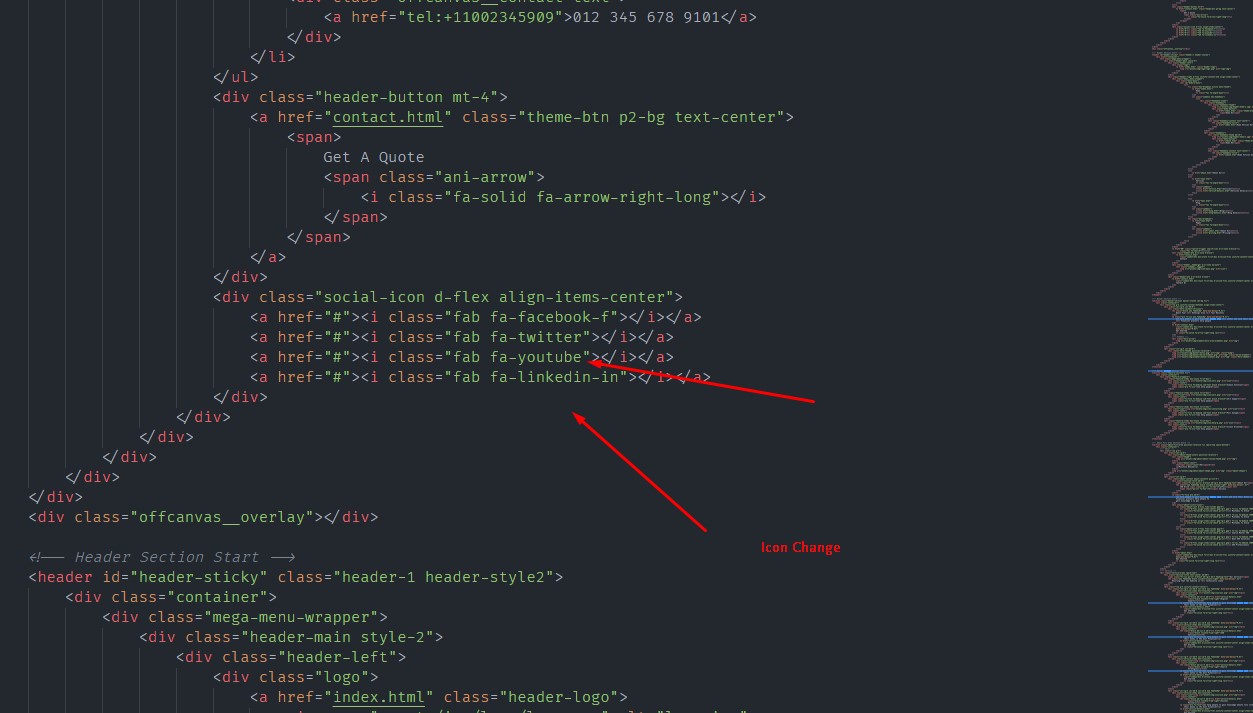 <div class="offcanvas__contact-text">
<a href="tel:+11002345909">012 345 678 9101</a>
</div>
</li>
</ul>
<div class="header-button mt-4">
<a href="contact.html" class="theme-btn p2-bg text-center">
<span>
Get A Quote
<span class="ani-arrow">
<i class="fa-solid fa-arrow-right-long"></i>
</span>
</span>
</a>
</div>
<div class="social-icon d-flex align-items-center">
<a href="#"><i class="fab fa-facebook-f"></i></a>
<a href="#"><i class="fab fa-twitter"></i></a>
<a href="#"><i class="fab fa-youtube"></i></a>
<a href="#"><i class="fab fa-linkedin-in"></i></a>
</div>
</div>
</div>
</div>
</div>
</div>
<div class="offcanvas__overlay"></div>
Icon Change
<!-- Header Section Start -->
<header id="header-sticky" class="header-1 header-style2">
<div class="container">
<div class="mega-menu-wrapper">
<div class="header-main style-2">
<div class="header-left">
<div class="logo">
<a href="index.html" class="header-logo">